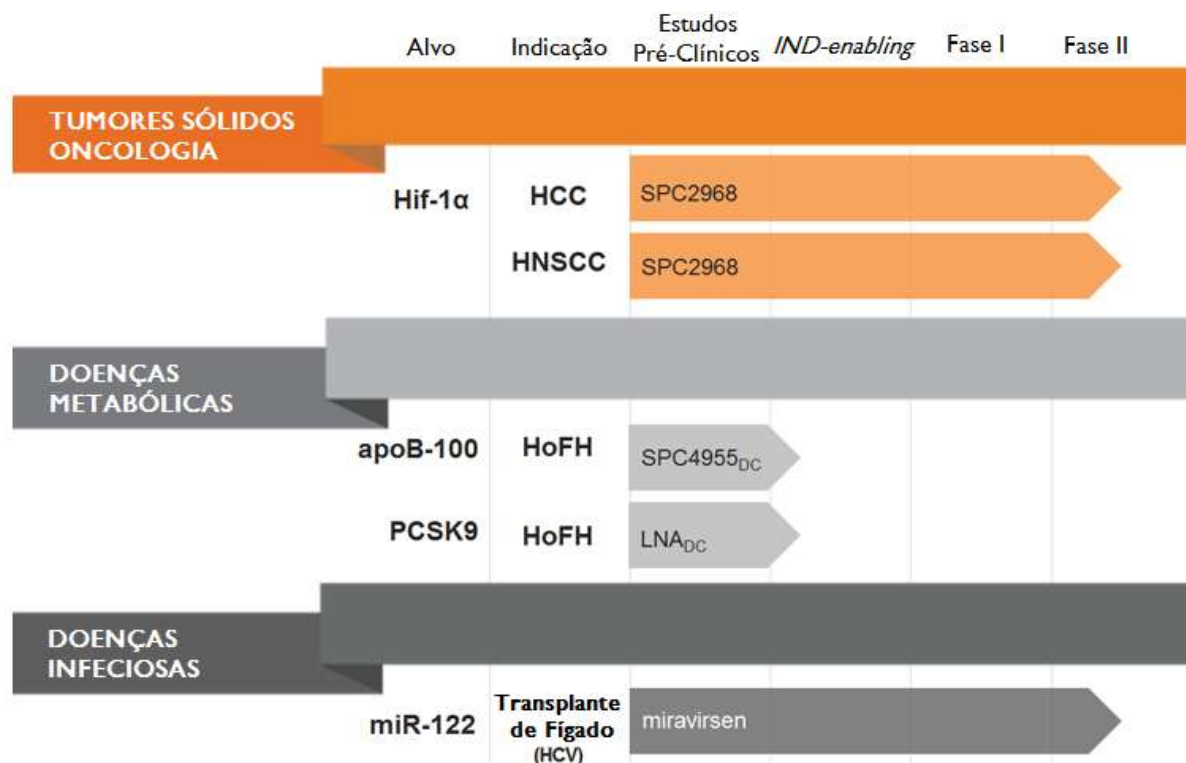 Alvo Indicação Estudos Pré-Clínicos IND-enabling Fase I Fase II
TUMORES SÓLIDOS
ONCOLOGIA
Hif-1α HCC SPC2968
HNSCC SPC2968
DOENÇAS
METABÓLICAS
apoB-100 HoFH SPC4955DC
PCSK9 HoFH LNADC
DOENÇAS
INFECIOSAS
miR-122 Transplante de Fígado (HCV) miravirsen